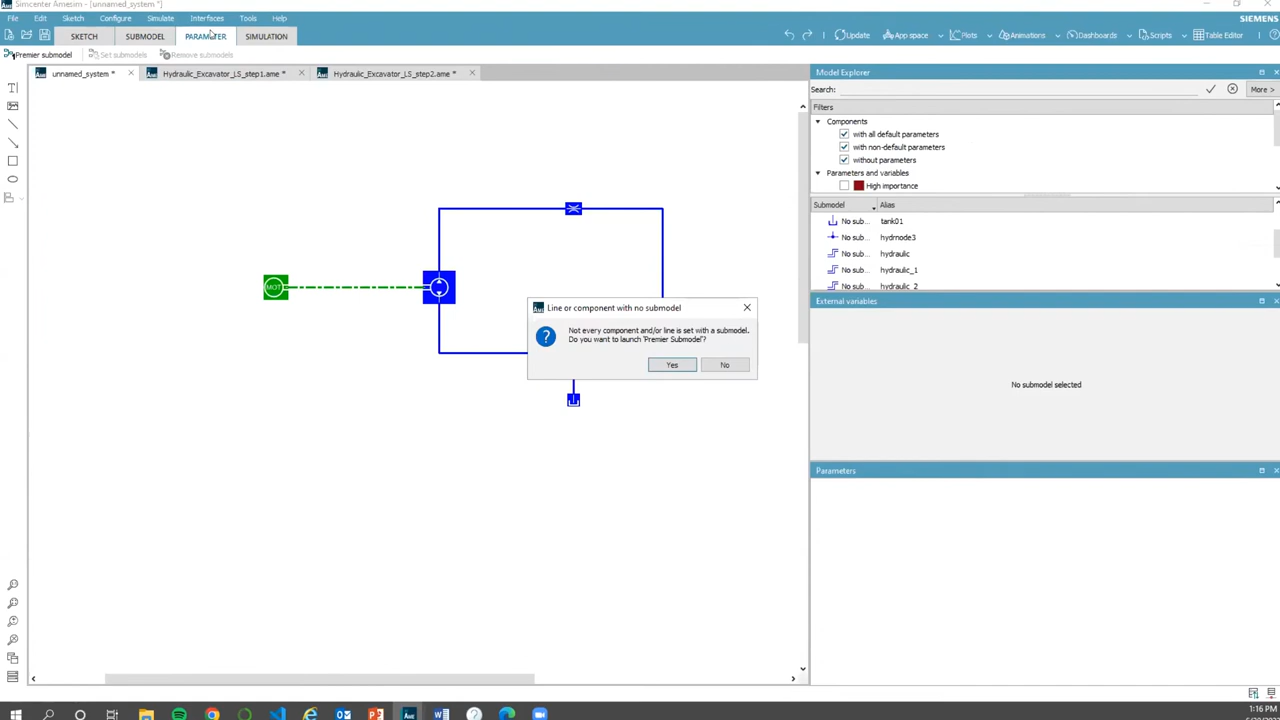 Simcenter Amesim - [unnamed_system *]
File Edit Sketch Configure Simulate Interfaces Tools Help
SIEMENS
SKETCH SUBMODEL PARAMETER SIMULATION
Update App space Plots Animations Dashboards Scripts Table Editor
Premier submodel Set submodels Remove submodels
unnamed_system * Hydraulic_Excavator_LS_step1.ame * Hydraulic_Excavator_LS_step2.ame *
Model Explorer
Search: More >
Filters
Components
with all default parameters
with non-default parameters
without parameters
Parameters and variables
High importance
Submodel Alias
No sub... tank01
No sub... hydrnode3
No sub... hydraulic
No sub... hydraulic_1
No sub... hydraulic_2
External variables
No submodel selected
Parameters
MOT
Line or component with no submodel
Not every component and/or line is set with a submodel.
Do you want to launch 'Premier Submodel'?
Yes No
1:16 PM